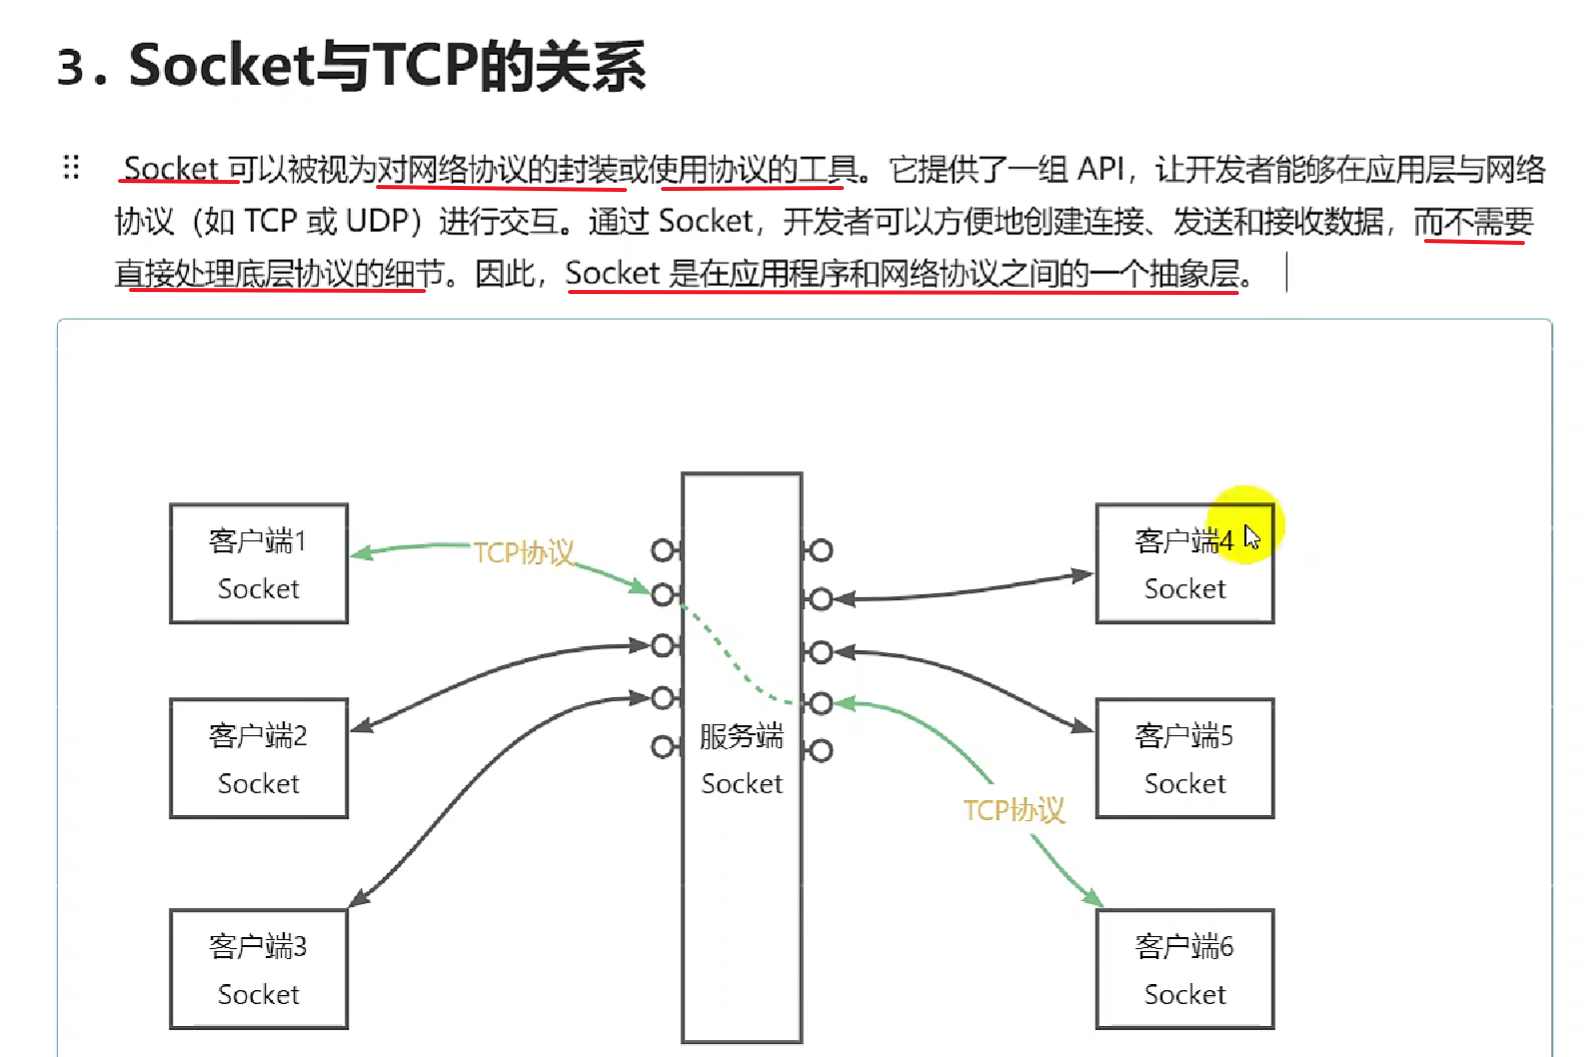 3. Socket与TCP的关系
Socket 可以被视为对网络协议的封装或使用协议的工具。它提供了一组 API，让开发者能够在应用层与网络
协议（如 TCP 或 UDP）进行交互。通过 Socket，开发者可以方便地创建连接、发送和接收数据，而不需要
直接处理底层协议的细节。因此，Socket 是在应用程序和网络协议之间的一个抽象层。
客户端1
Socket
TCP协议
客户端4
Socket
客户端2
Socket
服务端
Socket
客户端5
Socket
TCP协议
客户端3
Socket
客户端6
Socket